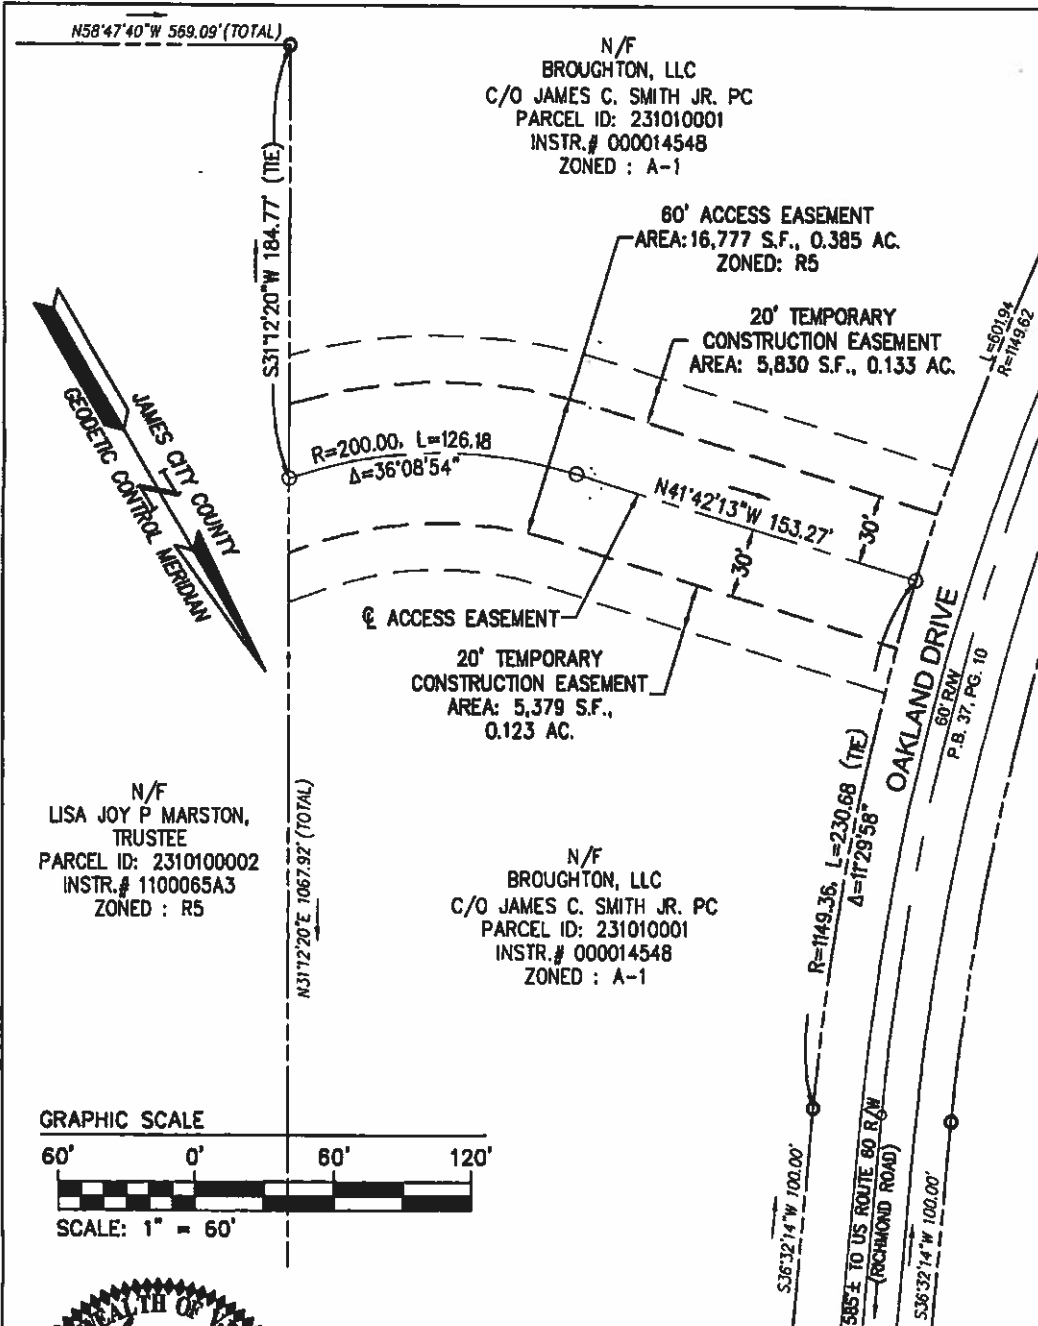 N58°47'40"W 569.09' (TOTAL)
N/F
BROUGHTON, LLC
C/O JAMES C. SMITH JR. PC
PARCEL ID: 231010001
INSTR.# 000014548
ZONED : A-1
S31°12'20"W 184.77' (TIE)
60' ACCESS EASEMENT
AREA: 16,777 S.F., 0.385 AC.
ZONED: R5
20' TEMPORARY
CONSTRUCTION EASEMENT
AREA: 5,830 S.F., 0.133 AC.
L=601.94
R=1149.62
JAMES CITY COUNTY
GEODETIC CONTROL MERIDIAN
R=200.00, L=126.18
Δ=36°08'54"
N41°42'13"W 153.27'
30'
30'
℄ ACCESS EASEMENT
20' TEMPORARY
CONSTRUCTION EASEMENT
AREA: 5,379 S.F.,
0.123 AC.
OAKLAND DRIVE
60' R/W
P.B. 37, PG. 10
R=1149.36, L=230.68 (TIE)
Δ=11°29'58"
N/F
LISA JOY P MARSTON,
TRUSTEE
PARCEL ID: 2310100002
INSTR.# 1100065A3
ZONED : R5
N31°12'20"E 1067.92' (TOTAL)
N/F
BROUGHTON, LLC
C/O JAMES C. SMITH JR. PC
PARCEL ID: 231010001
INSTR.# 000014548
ZONED : A-1
GRAPHIC SCALE
60' 0' 60' 120'
SCALE: 1" = 60'
S36°32'14"W 100.00'
585'± TO US ROUTE 60 R/W
(RICHMOND ROAD)
S36°32'14"W 100.00'
EALTH OF V